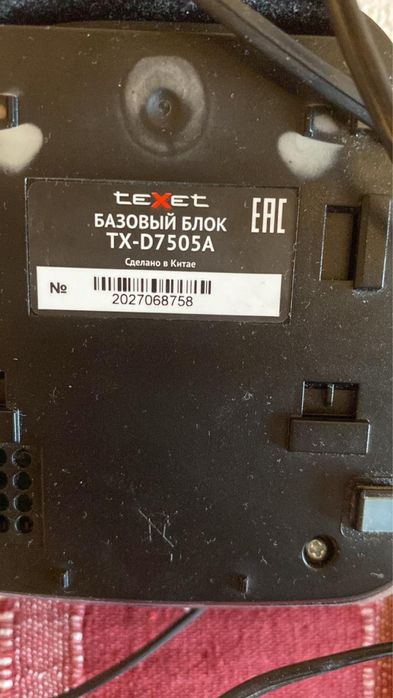 teXet
БАЗОВЫЙ БЛОК
TX-D7505A
Сделано в Китае
EAC
№
2027068758